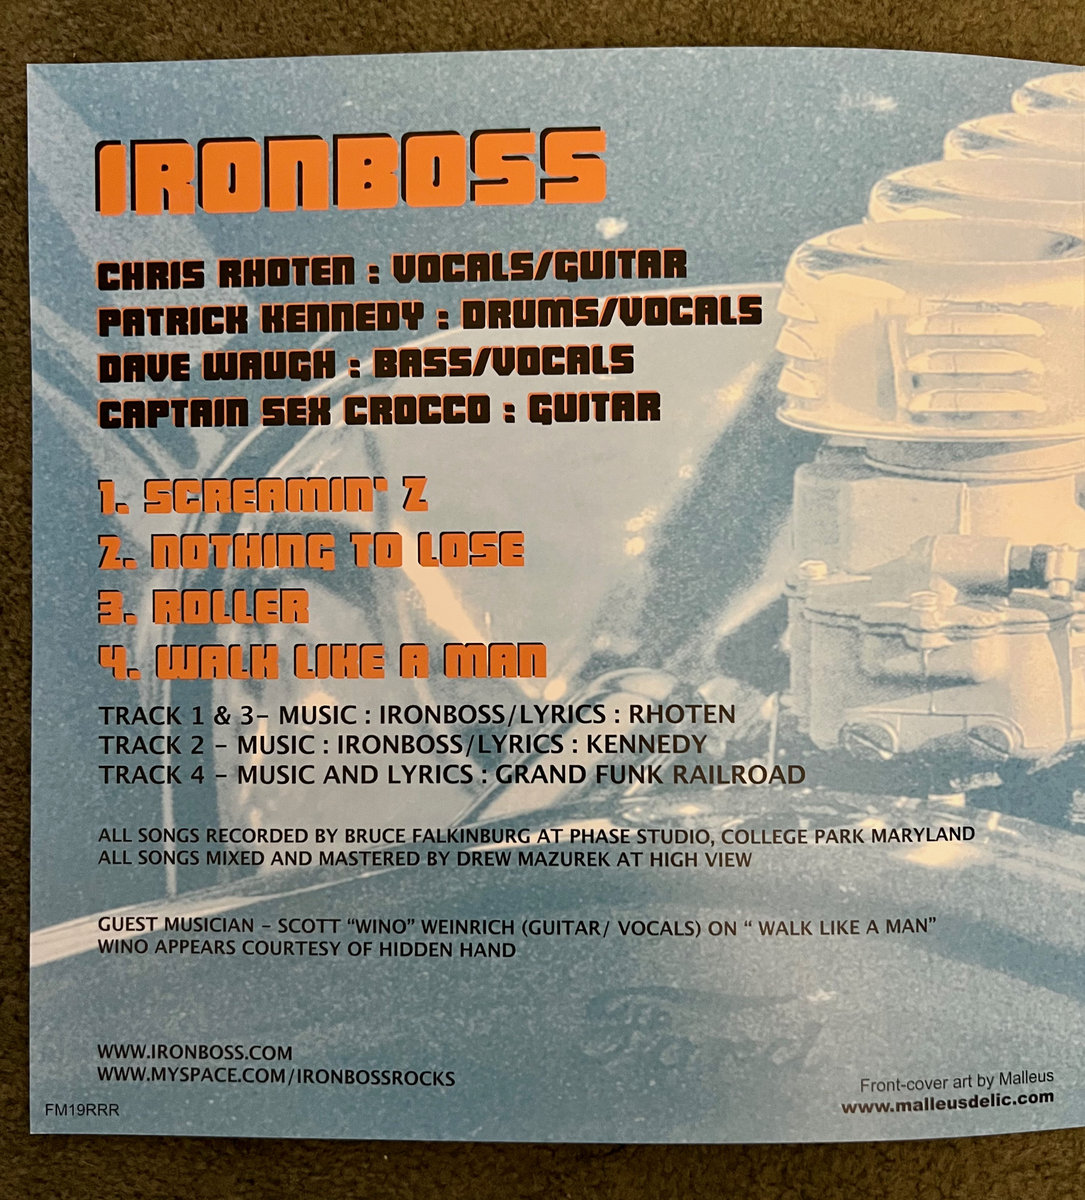 IRONBOSS
CHRIS RHOTEN : VOCALS/GUITAR
PATRICK KENNEDY : DRUMS/VOCALS
DAVE WAUGH : BASS/VOCALS
CAPTAIN SEX CROCCO : GUITAR
1. SCREAMIN' Z
2. NOTHING TO LOSE
3. ROLLER
4. WALK LIKE A MAN
TRACK 1 & 3– MUSIC : IRONBOSS/LYRICS : RHOTEN
TRACK 2 – MUSIC : IRONBOSS/LYRICS : KENNEDY
TRACK 4 – MUSIC AND LYRICS : GRAND FUNK RAILROAD
ALL SONGS RECORDED BY BRUCE FALKINBURG AT PHASE STUDIO, COLLEGE PARK MARYLAND
ALL SONGS MIXED AND MASTERED BY DREW MAZUREK AT HIGH VIEW
GUEST MUSICIAN – SCOTT “WINO” WEINRICH (GUITAR/ VOCALS) ON “ WALK LIKE A MAN”
WINO APPEARS COURTESY OF HIDDEN HAND
Ford
WWW.IRONBOSS.COM
WWW.MYSPACE.COM/IRONBOSSROCKS
Front-cover art by Malleus
www.malleusdelic.com
FM19RRR